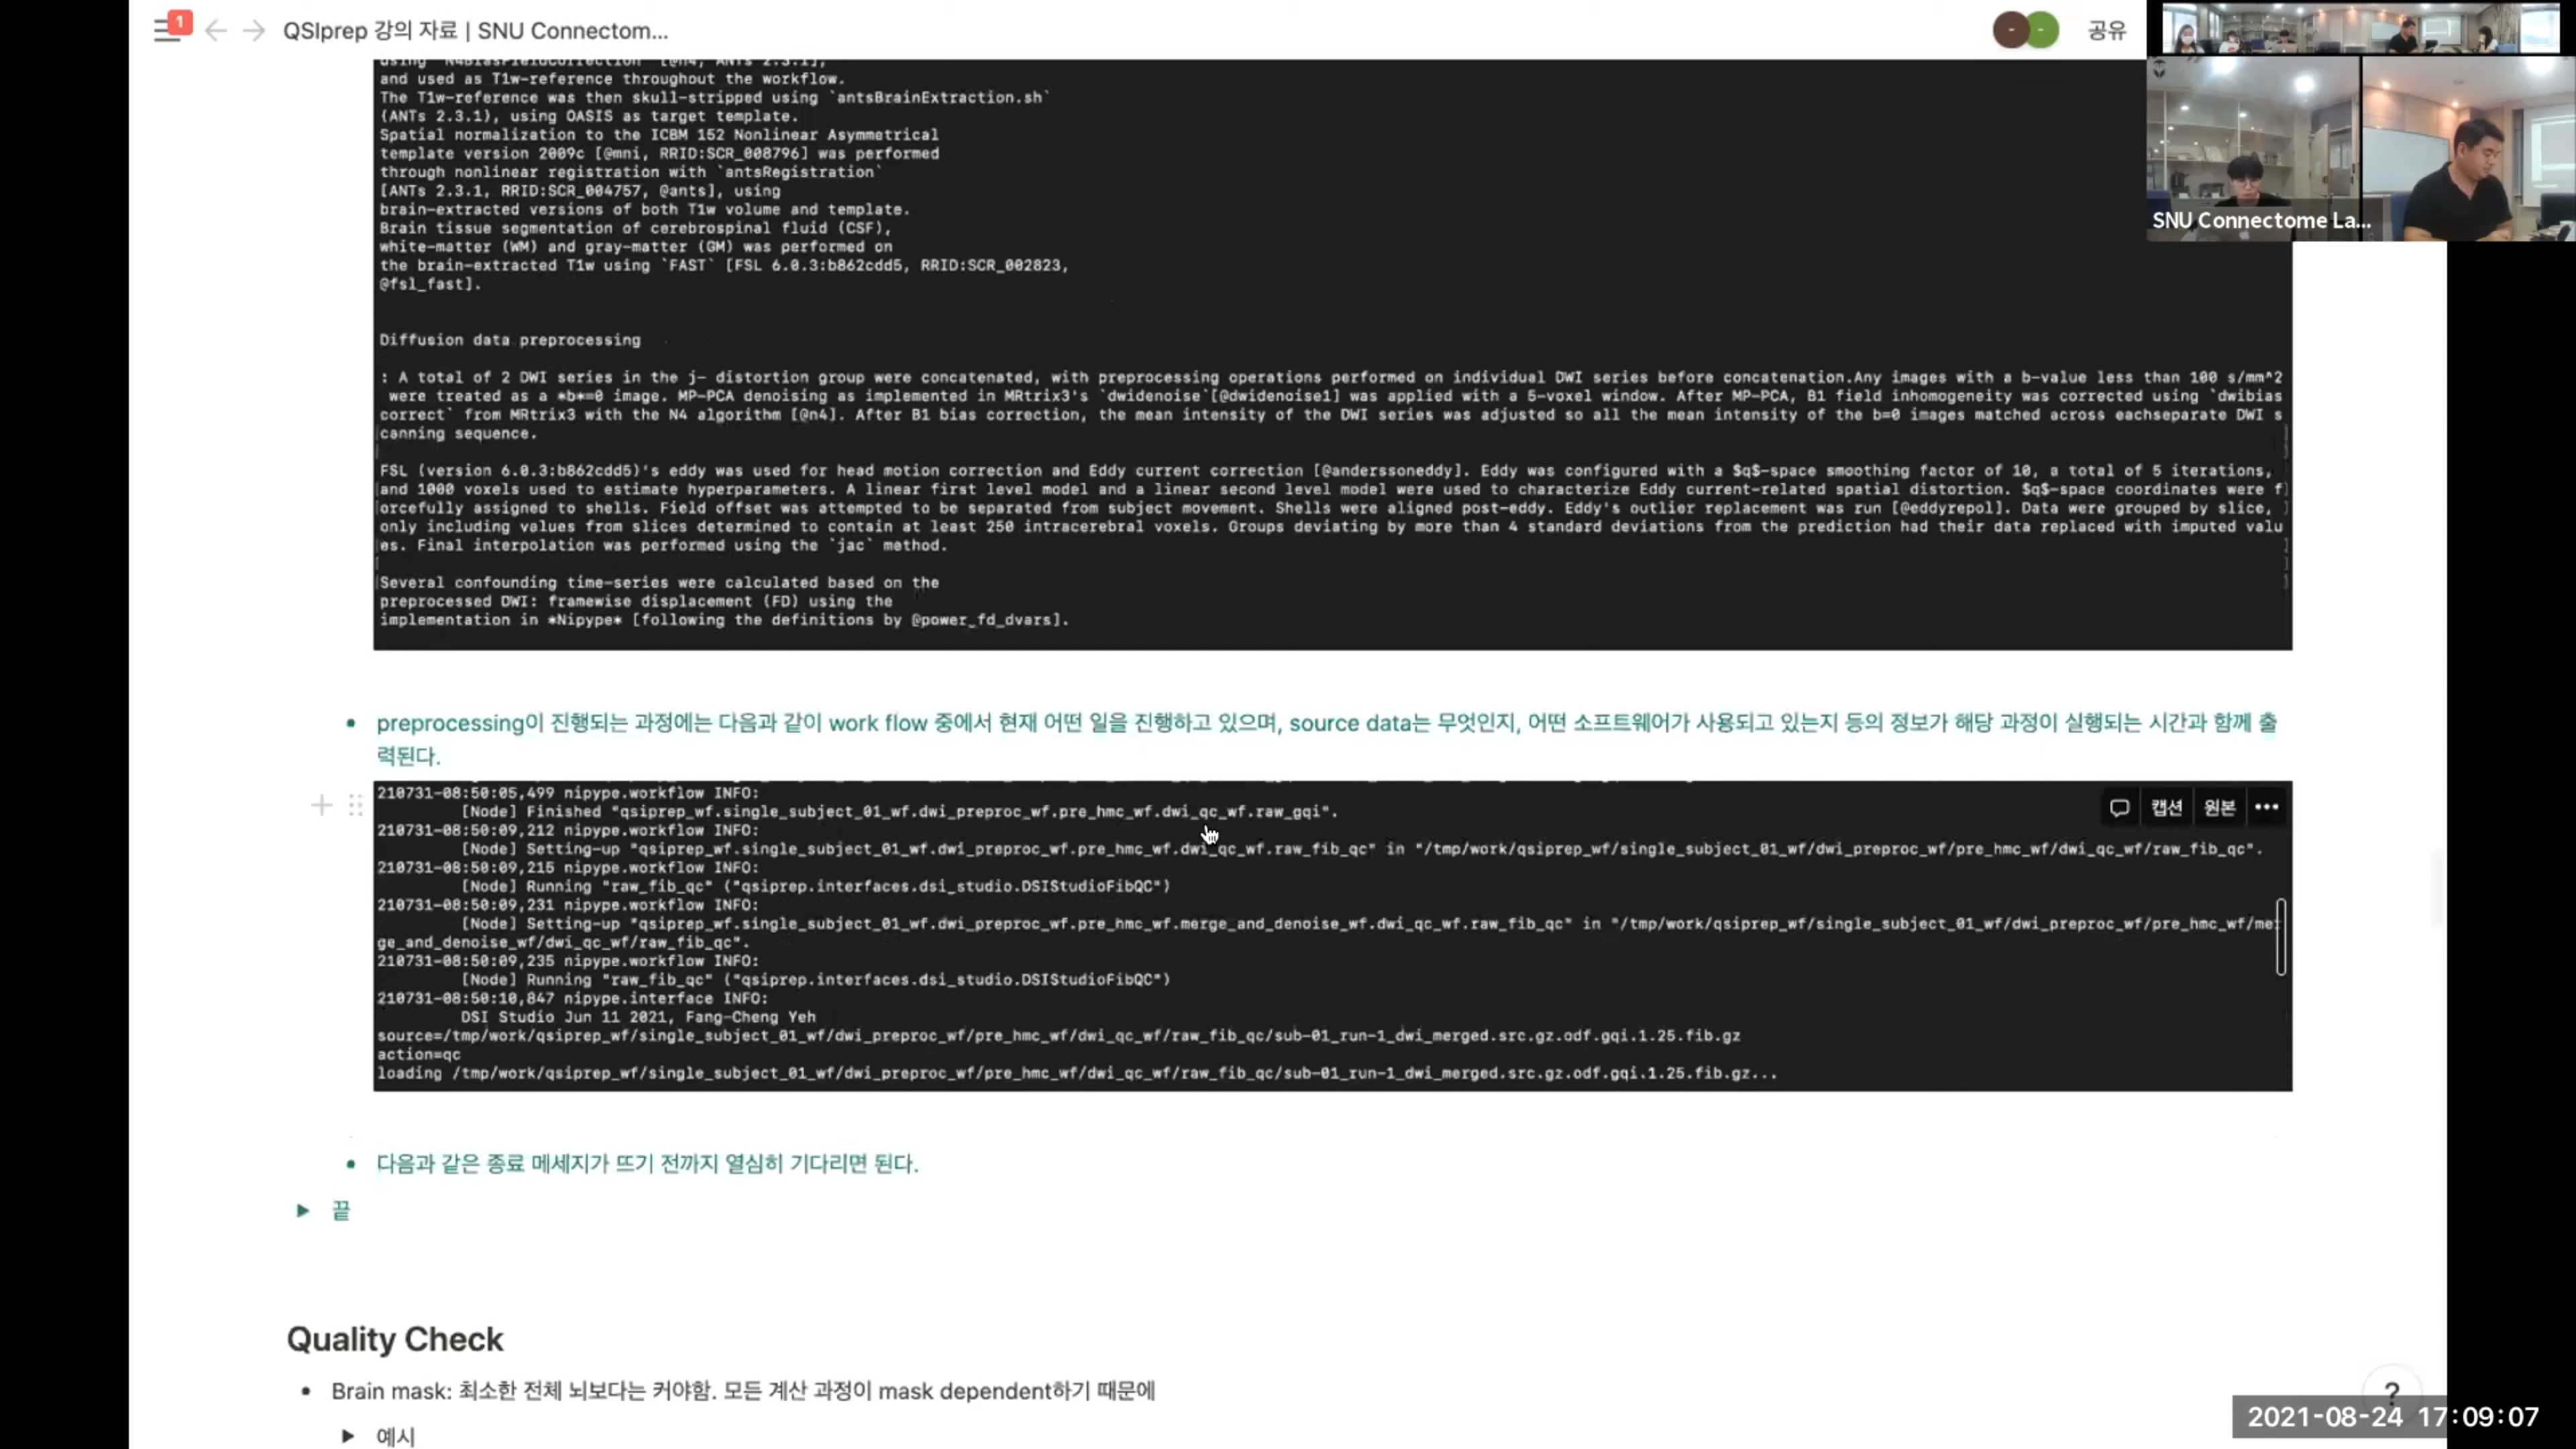 1
QSIprep 강의 자료 | SNU Connectom...
공유
SNU Connectome La...
using `N4BiasFieldCorrection` [@n4, ANTs 2.3.1],
and used as T1w-reference throughout the workflow.
The T1w-reference was then skull-stripped using `antsBrainExtraction.sh`
(ANTs 2.3.1), using OASIS as target template.
Spatial normalization to the ICBM 152 Nonlinear Asymmetrical
template version 2009c [@mni, RRID:SCR_008796] was performed
through nonlinear registration with `antsRegistration`
[ANTs 2.3.1, RRID:SCR_004757, @ants], using
brain-extracted versions of both T1w volume and template.
Brain tissue segmentation of cerebrospinal fluid (CSF),
white-matter (WM) and gray-matter (GM) was performed on
the brain-extracted T1w using `FAST` [FSL 6.0.3:b862cdd5, RRID:SCR_002823,
@fsl_fast].
Diffusion data preprocessing
: A total of 2 DWI series in the j- distortion group were concatenated, with preprocessing operations performed on individual DWI series before concatenation.Any images with a b-value less than 100 s/mm^2
were treated as a *b*=0 image. MP-PCA denoising as implemented in MRtrix3's `dwidenoise`[@dwidenoise1] was applied with a 5-voxel window. After MP-PCA, B1 field inhomogeneity was corrected using `dwibias
correct` from MRtrix3 with the N4 algorithm [@n4]. After B1 bias correction, the mean intensity of the DWI series was adjusted so all the mean intensity of the b=0 images matched across eachseparate DWI s
canning sequence.
FSL (version 6.0.3:b862cdd5)'s eddy was used for head motion correction and Eddy current correction [@anderssoneddy]. Eddy was configured with a $q$-space smoothing factor of 10, a total of 5 iterations,
and 1000 voxels used to estimate hyperparameters. A linear first level model and a linear second level model were used to characterize Eddy current-related spatial distortion. $q$-space coordinates were f
orcefully assigned to shells. Field offset was attempted to be separated from subject movement. Shells were aligned post-eddy. Eddy's outlier replacement was run [@eddyrepol]. Data were grouped by slice,
only including values from slices determined to contain at least 250 intracerebral voxels. Groups deviating by more than 4 standard deviations from the prediction had their data replaced with imputed valu
es. Final interpolation was performed using the `jac` method.
Several confounding time-series were calculated based on the
preprocessed DWI: framewise displacement (FD) using the
implementation in *Nipype* [following the definitions by @power_fd_dvars].
• preprocessing이 진행되는 과정에는 다음과 같이 work flow 중에서 현재 어떤 일을 진행하고 있으며, source data는 무엇인지, 어떤 소프트웨어가 사용되고 있는지 등의 정보가 해당 과정이 실행되는 시간과 함께 출
력된다.
캡션 원본 •••
210731-08:50:05,499 nipype.workflow INFO:
[Node] Finished "qsiprep_wf.single_subject_01_wf.dwi_preproc_wf.pre_hmc_wf.dwi_qc_wf.raw_gqi".
210731-08:50:09,212 nipype.workflow INFO:
[Node] Setting-up "qsiprep_wf.single_subject_01_wf.dwi_preproc_wf.pre_hmc_wf.dwi_qc_wf.raw_fib_qc" in "/tmp/work/qsiprep_wf/single_subject_01_wf/dwi_preproc_wf/pre_hmc_wf/dwi_qc_wf/raw_fib_qc".
210731-08:50:09,215 nipype.workflow INFO:
[Node] Running "raw_fib_qc" ("qsiprep.interfaces.dsi_studio.DSIStudioFibQC")
210731-08:50:09,231 nipype.workflow INFO:
[Node] Setting-up "qsiprep_wf.single_subject_01_wf.dwi_preproc_wf.pre_hmc_wf.merge_and_denoise_wf.dwi_qc_wf.raw_fib_qc" in "/tmp/work/qsiprep_wf/single_subject_01_wf/dwi_preproc_wf/pre_hmc_wf/mer
ge_and_denoise_wf/dwi_qc_wf/raw_fib_qc".
210731-08:50:09,235 nipype.workflow INFO:
[Node] Running "raw_fib_qc" ("qsiprep.interfaces.dsi_studio.DSIStudioFibQC")
210731-08:50:10,847 nipype.interface INFO:
DSI Studio Jun 11 2021, Fang-Cheng Yeh
source=/tmp/work/qsiprep_wf/single_subject_01_wf/dwi_preproc_wf/pre_hmc_wf/dwi_qc_wf/raw_fib_qc/sub-01_run-1_dwi_merged.src.gz.odf.gqi.1.25.fib.gz
action=qc
loading /tmp/work/qsiprep_wf/single_subject_01_wf/dwi_preproc_wf/pre_hmc_wf/dwi_qc_wf/raw_fib_qc/sub-01_run-1_dwi_merged.src.gz.odf.gqi.1.25.fib.gz...
• 다음과 같은 종료 메세지가 뜨기 전까지 열심히 기다리면 된다.
▶ 끝
Quality Check
• Brain mask: 최소한 전체 뇌보다는 커야함. 모든 계산 과정이 mask dependent하기 때문에
▶ 예시
?
2021-08-24 17:09:07